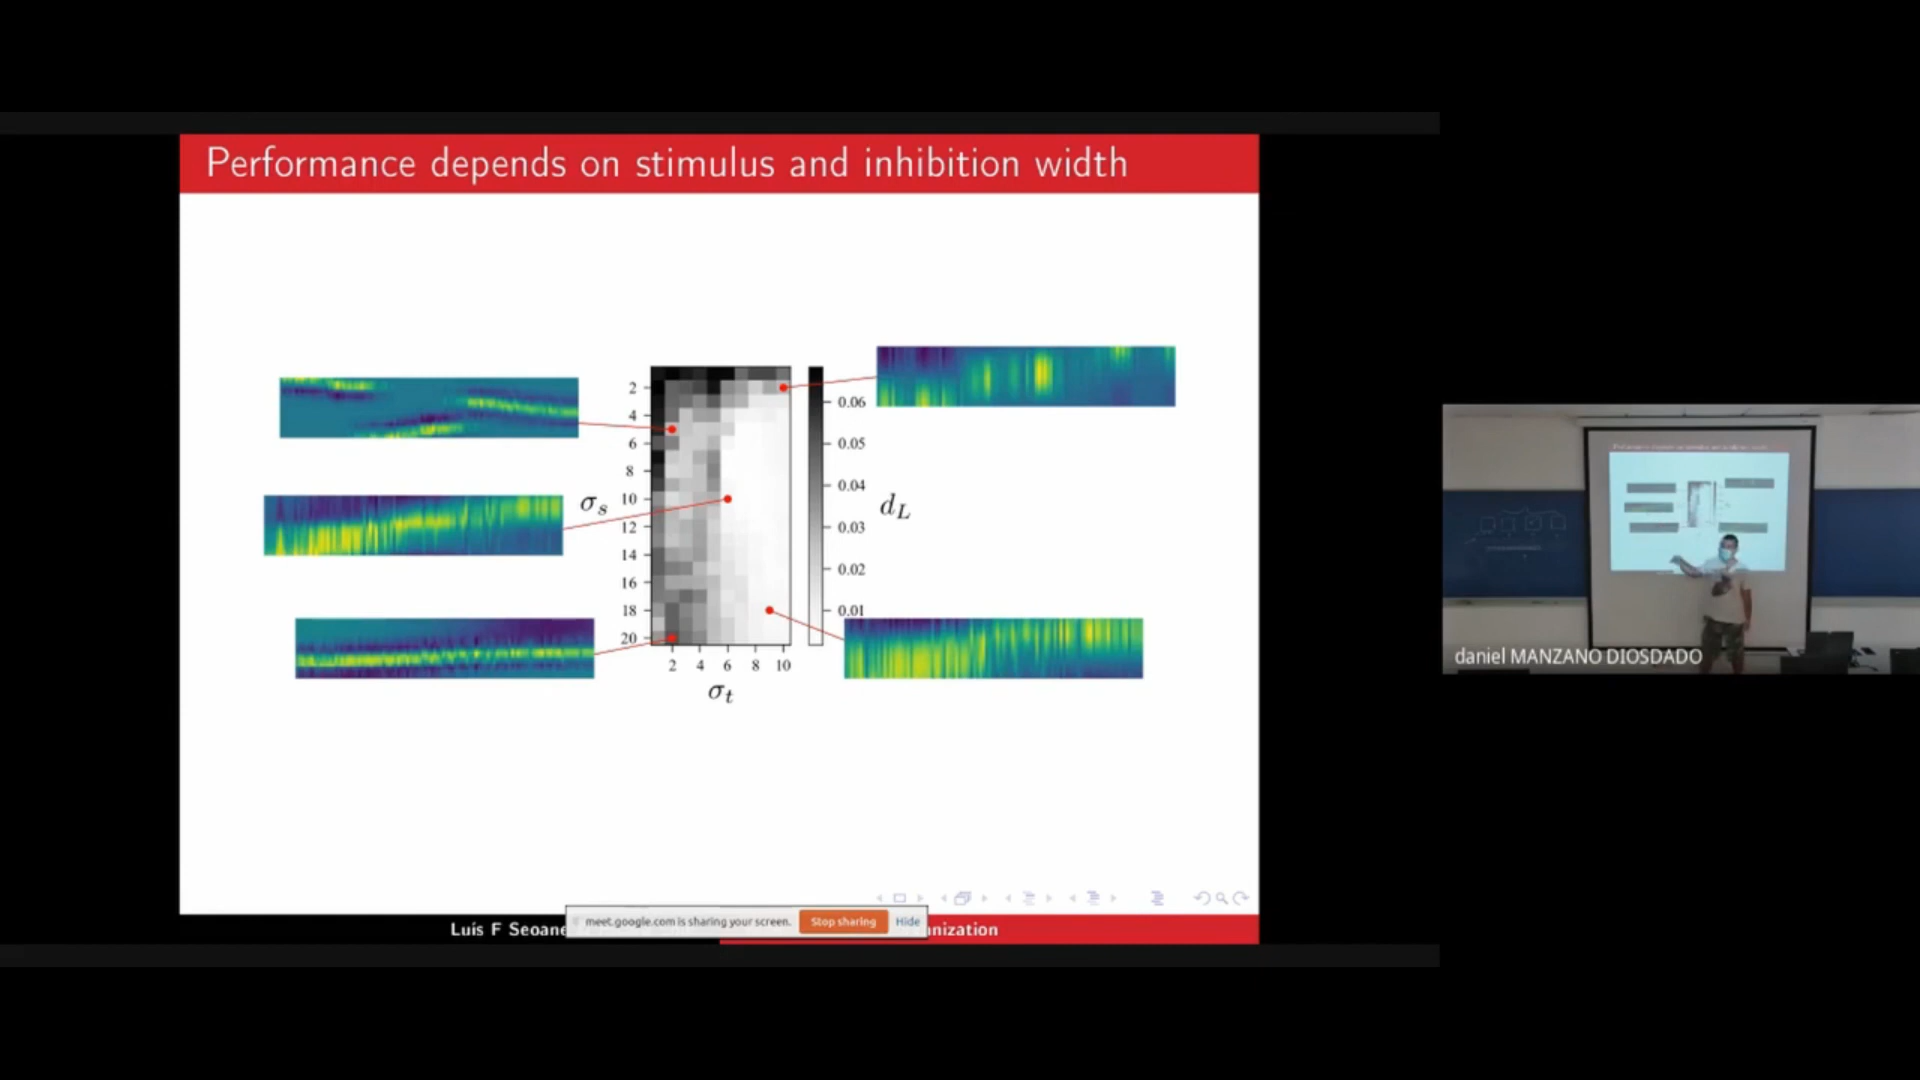 Performance depends on stimulus and inhibition width
2
4
6
8
10
12
14
16
18
20
σs
2 4 6 8 10
σt
0.06
0.05
0.04
0.03
0.02
0.01
dL
daniel MANZANO DIOSDADO
meet.google.com is sharing your screen. Stop sharing Hide
Luís F Seoane